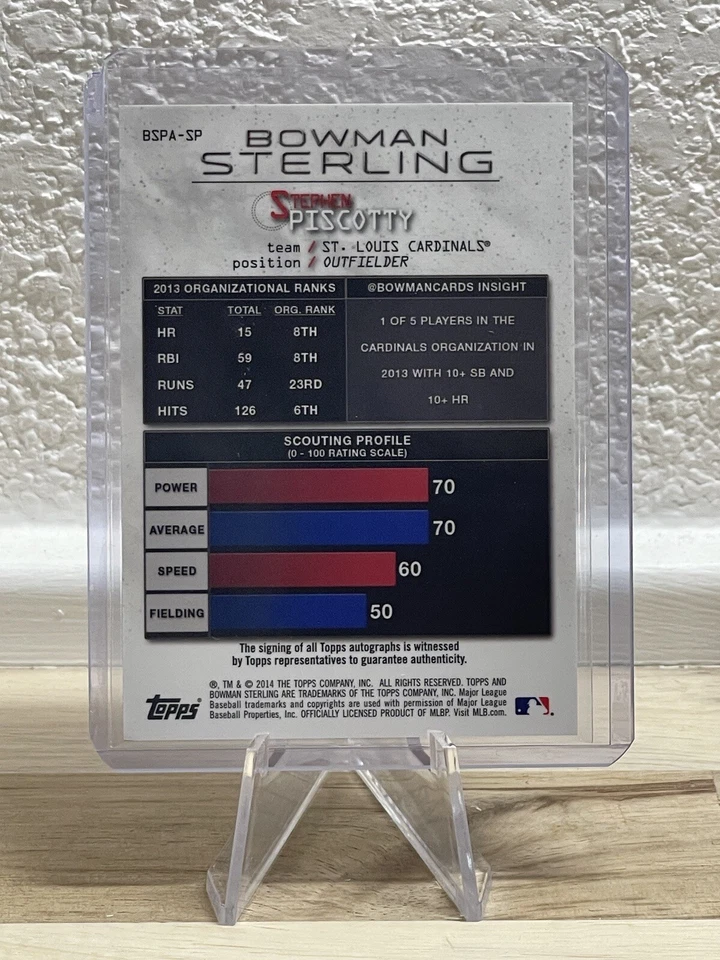 BSPA-SP
BOWMAN
STERLING
STEPHEN
PISCOTTY
team / ST. LOUIS CARDINALS®
position / OUTFIELDER
2013 ORGANIZATIONAL RANKS
STAT TOTAL ORG. RANK
HR 15 8TH
RBI 59 8TH
RUNS 47 23RD
HITS 126 6TH
@BOWMANCARDS INSIGHT
1 OF 5 PLAYERS IN THE
CARDINALS ORGANIZATION IN
2013 WITH 10+ SB AND
10+ HR
SCOUTING PROFILE
(0 - 100 RATING SCALE)
POWER 70
AVERAGE 70
SPEED 60
FIELDING 50
The signing of all Topps autographs is witnessed
by Topps representatives to guarantee authenticity.
®, TM & © 2014 THE TOPPS COMPANY, INC. ALL RIGHTS RESERVED. TOPPS AND
BOWMAN STERLING ARE TRADEMARKS OF THE TOPPS COMPANY, INC. Major League
Baseball trademarks and copyrights are used with permission of Major League
Baseball Properties, Inc. OFFICIALLY LICENSED PRODUCT OF MLBP. Visit MLB.com.
topps